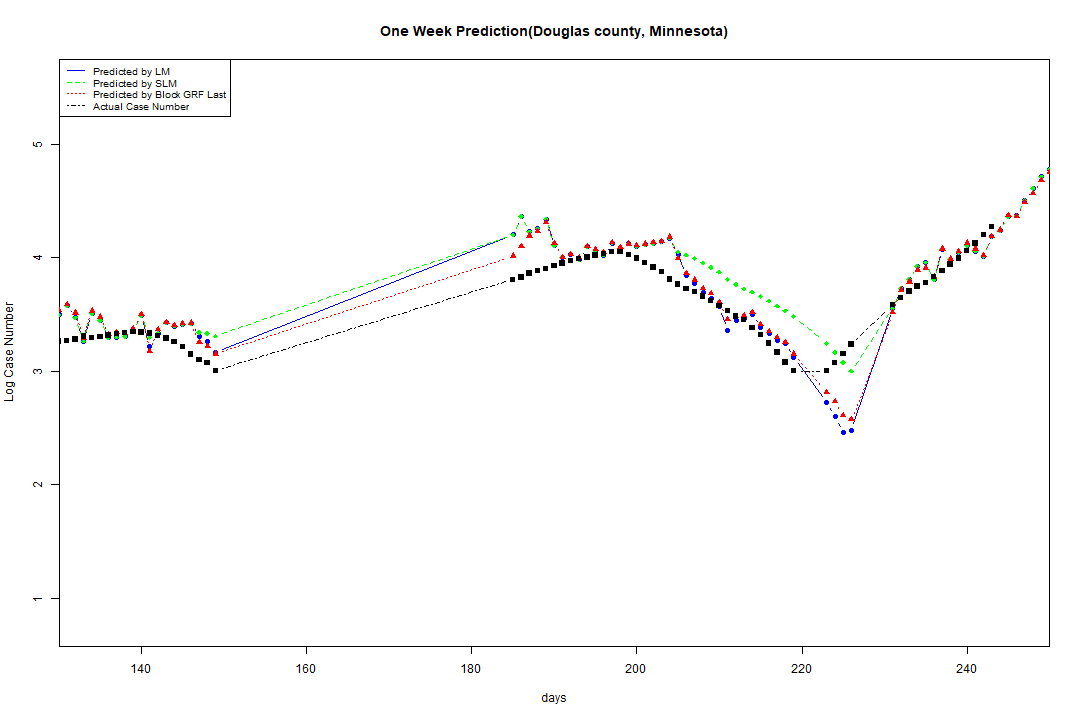 One Week Prediction(Douglas county, Minnesota)
Predicted by LM
Predicted by SLM
Predicted by Block GRF Last
Actual Case Number
5
4
3
2
1
Log Case Number
140 160 180 200 220 240
days